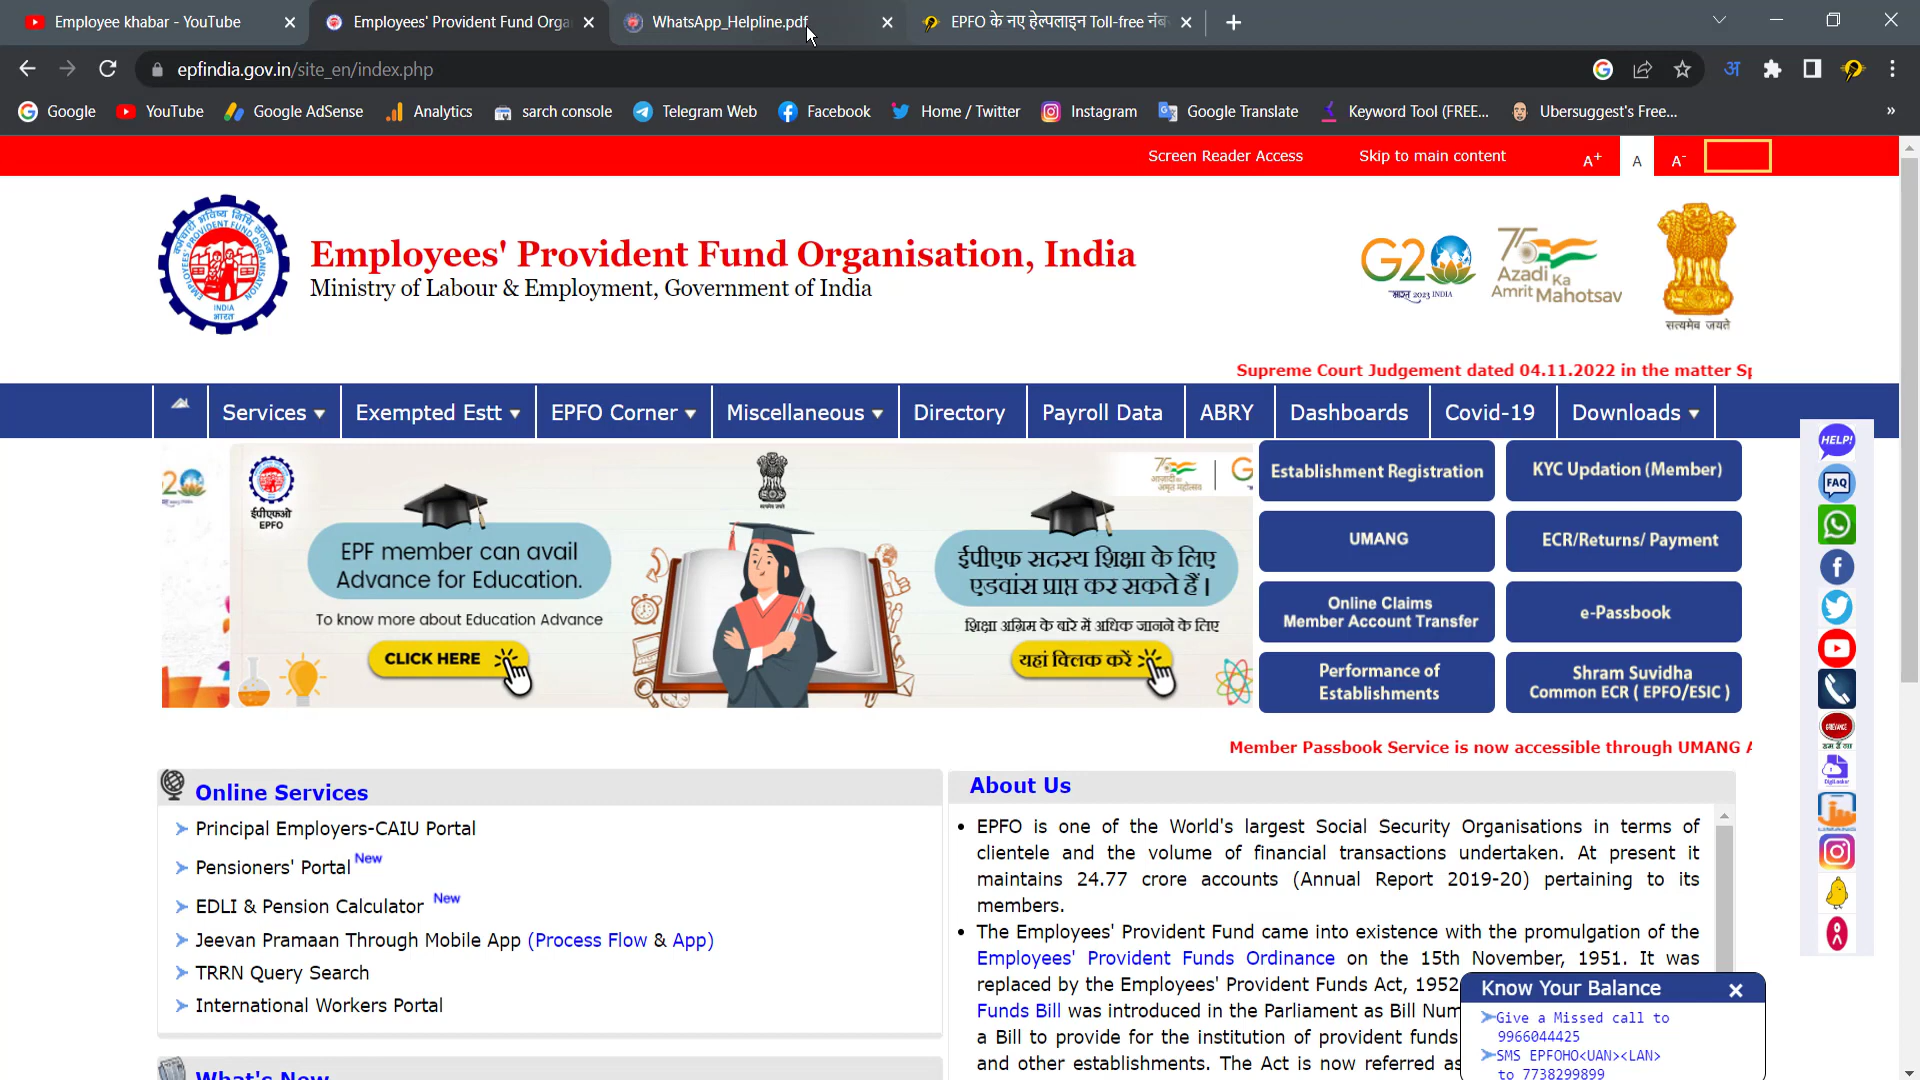 Employee khabar - YouTube
Employees' Provident Fund Orga
WhatsApp_Helpline.pdf
EPFO के नए हेल्पलाइन Toll-free नंब
epfindia.gov.in/site_en/index.php
Google
YouTube
Google AdSense
Analytics
sarch console
Telegram Web
Facebook
Home / Twitter
Instagram
Google Translate
Keyword Tool (FREE...
Ubersuggest's Free...
»
Screen Reader Access
Skip to main content
A+
A
A-
Employees' Provident Fund Organisation, India
Ministry of Labour & Employment, Government of India
INDIA
भारत
G20
भारत 2023 INDIA
75
Azadi Ka
Amrit Mahotsav
सत्यमेव जयते
Supreme Court Judgement dated 04.11.2022 in the matter Sp
Services
Exempted Estt
EPFO Corner
Miscellaneous
Directory
Payroll Data
ABRY
Dashboards
Covid-19
Downloads
ईपीएफओ
EPFO
EPF member can avail
Advance for Education.
To know more about Education Advance
CLICK HERE
ईपीएफ सदस्य शिक्षा के लिए
एडवांस प्राप्त कर सकते हैं।
शिक्षा अग्रिम के बारे में अधिक जानने के लिए
यहां क्लिक करें
Establishment Registration
KYC Updation (Member)
UMANG
ECR/Returns/ Payment
Online Claims
Member Account Transfer
e-Passbook
Performance of
Establishments
Shram Suvidha
Common ECR ( EPFO/ESIC )
HELP!
FAQ
Member Passbook Service is now accessible through UMANG A
Online Services
Principal Employers-CAIU Portal
Pensioners' Portal New
EDLI & Pension Calculator New
Jeevan Pramaan Through Mobile App (Process Flow & App)
TRRN Query Search
International Workers Portal
What's New
About Us
EPFO is one of the World's largest Social Security Organisations in terms of
clientele and the volume of financial transactions undertaken. At present it
maintains 24.77 crore accounts (Annual Report 2019-20) pertaining to its
members.
The Employees' Provident Fund came into existence with the promulgation of the
Employees' Provident Funds Ordinance on the 15th November, 1951. It was
replaced by the Employees' Provident Funds Act, 1952
Funds Bill was introduced in the Parliament as Bill Num
a Bill to provide for the institution of provident funds
and other establishments. The Act is now referred as
Know Your Balance
Give a Missed call to
9966044425
SMS EPFOHO<UAN><LAN>
to 7738299899